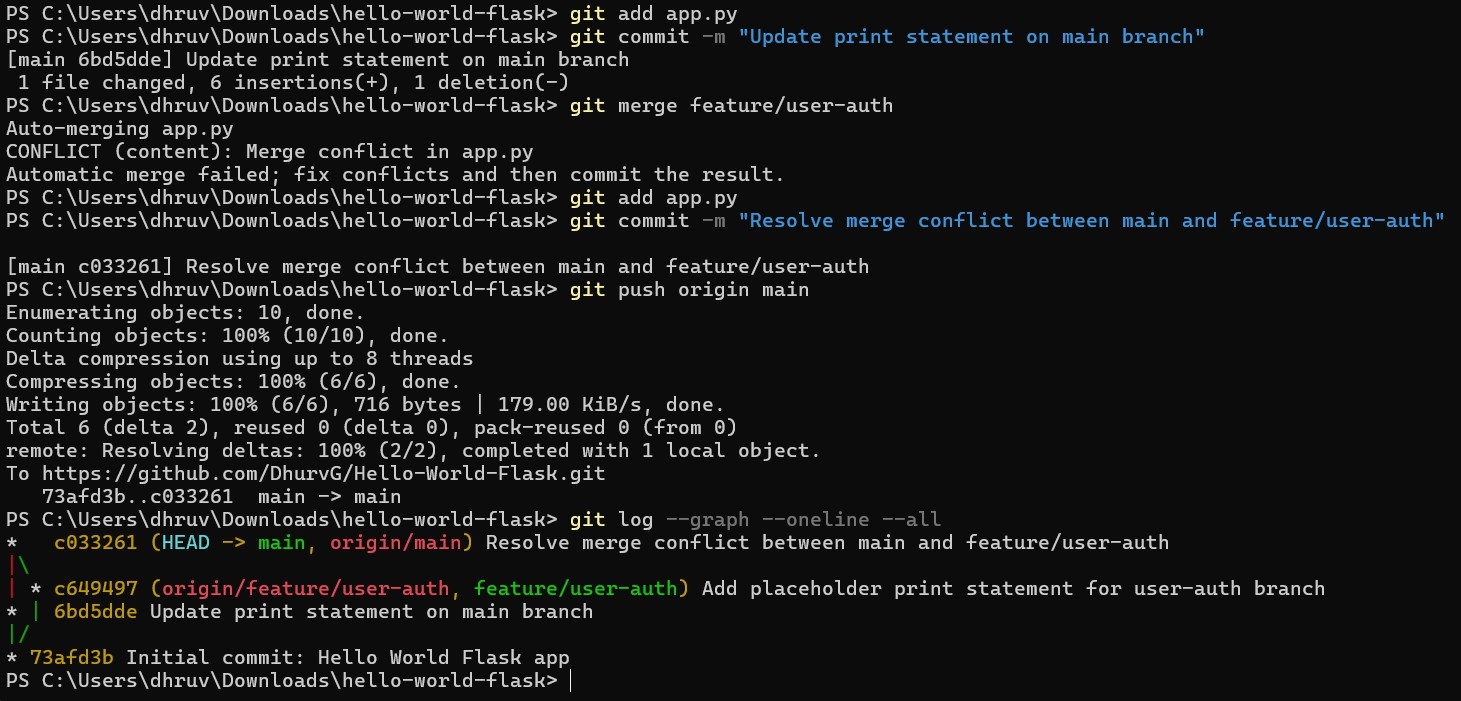 PS C:\Users\dhruv\Downloads\hello-world-flask> git add app.py
PS C:\Users\dhruv\Downloads\hello-world-flask> git commit -m "Update print statement on main branch"
[main 6bd5dde] Update print statement on main branch
 1 file changed, 6 insertions(+), 1 deletion(-)
PS C:\Users\dhruv\Downloads\hello-world-flask> git merge feature/user-auth
Auto-merging app.py
CONFLICT (content): Merge conflict in app.py
Automatic merge failed; fix conflicts and then commit the result.
PS C:\Users\dhruv\Downloads\hello-world-flask> git add app.py
PS C:\Users\dhruv\Downloads\hello-world-flask> git commit -m "Resolve merge conflict between main and feature/user-auth"

[main c033261] Resolve merge conflict between main and feature/user-auth
PS C:\Users\dhruv\Downloads\hello-world-flask> git push origin main
Enumerating objects: 10, done.
Counting objects: 100% (10/10), done.
Delta compression using up to 8 threads
Compressing objects: 100% (6/6), done.
Writing objects: 100% (6/6), 716 bytes | 179.00 KiB/s, done.
Total 6 (delta 2), reused 0 (delta 0), pack-reused 0 (from 0)
remote: Resolving deltas: 100% (2/2), completed with 1 local object.
To https://github.com/DhurvG/Hello-World-Flask.git
   73afd3b..c033261  main -> main
PS C:\Users\dhruv\Downloads\hello-world-flask> git log --graph --oneline --all
*   c033261 (HEAD -> main, origin/main) Resolve merge conflict between main and feature/user-auth
|\
| * c649497 (origin/feature/user-auth, feature/user-auth) Add placeholder print statement for user-auth branch
* | 6bd5dde Update print statement on main branch
|/
* 73afd3b Initial commit: Hello World Flask app
PS C:\Users\dhruv\Downloads\hello-world-flask>